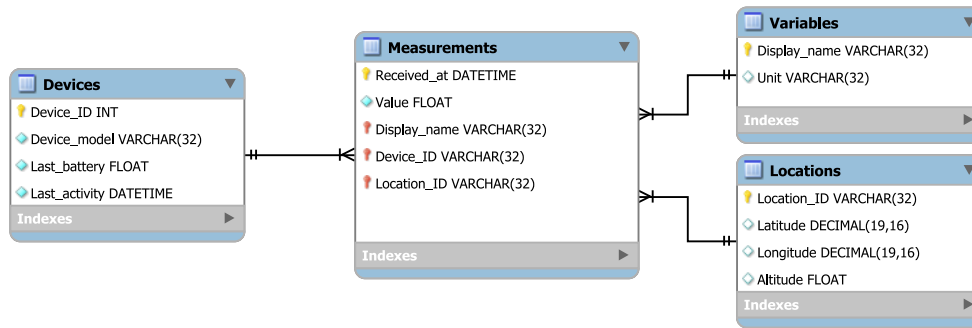 Devices
Device_ID INT
Device_model VARCHAR(32)
Last_battery FLOAT
Last_activity DATETIME
Indexes
Measurements
Received_at DATETIME
Value FLOAT
Display_name VARCHAR(32)
Device_ID VARCHAR(32)
Location_ID VARCHAR(32)
Indexes
Variables
Display_name VARCHAR(32)
Unit VARCHAR(32)
Indexes
Locations
Location_ID VARCHAR(32)
Latitude DECIMAL(19,16)
Longitude DECIMAL(19,16)
Altitude FLOAT
Indexes